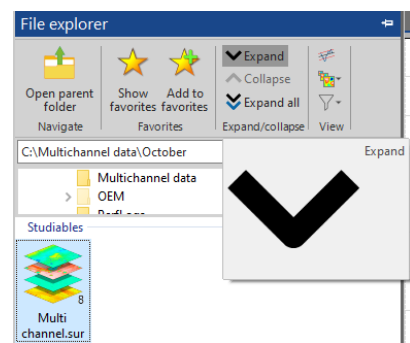 File explorer
Open parent
folder
Show
favorites
Add to
favorites
Expand
Collapse
Expand all
Navigate
Favorites
Expand/collapse
View
C:\Multichannel data\October
Expand
Multichannel data
OEM
Studiables
8
Multi
channel.sur